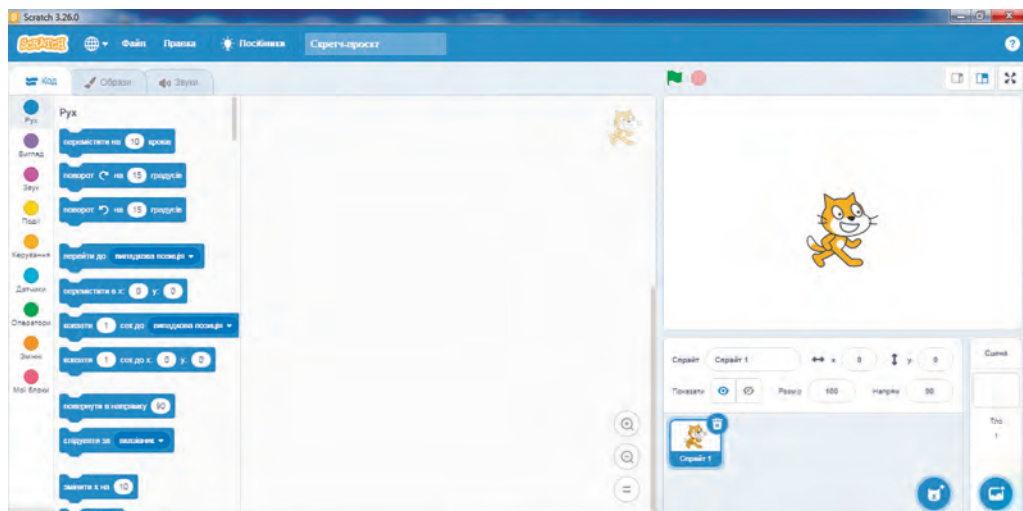 Scratch 3.26.0
SCRATCH Файл Правка Посібники Скретч-проєкт
Код Образи Звуки
Рух
Рух
Вигляд
Звук
Події
Керування
Датчики
Оператори
Змінні
Мої блоки
перемістити на 10 кроків
поворот на 15 градусів
поворот на 15 градусів
перейти до випадкова позиція
перемістити в x: 0 y: 0
ковзати 1 сек до випадкова позиція
ковзати 1 сек до x: 0 y: 0
повернути в напрямку 90
слідувати за вказівник
змінити x на 10
Спрайт Спрайт 1 x 0 y 0
Показати Розмір 100 Напрям 90
Спрайт 1
Сцена
Тло
1